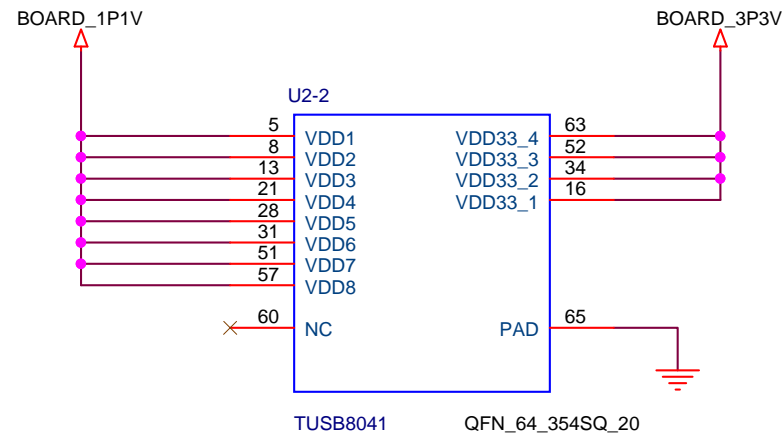 BOARD_1P1V
BOARD_3P3V
U2-2
5 VDD1 VDD33_4 63
8 VDD2 VDD33_3 52
13 VDD3 VDD33_2 34
21 VDD4 VDD33_1 16
28 VDD5
31 VDD6
51 VDD7
57 VDD8
60 NC PAD 65
TUSB8041 QFN_64_354SQ_20